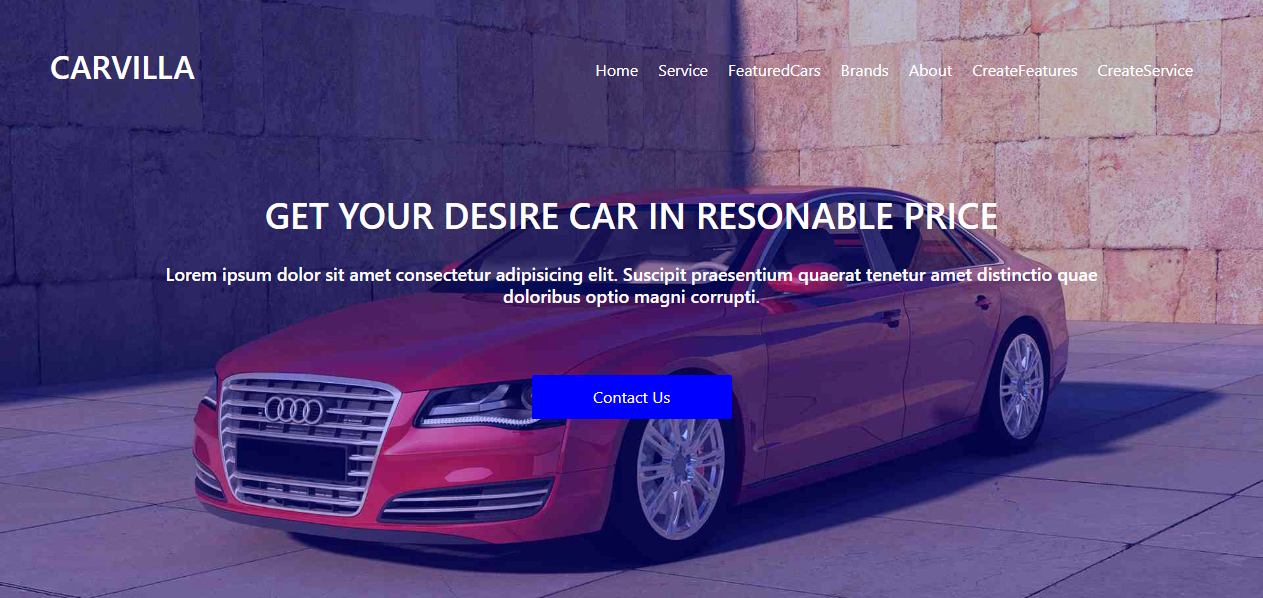 CARVILLA
Home Service FeaturedCars Brands About CreateFeatures CreateService
GET YOUR DESIRE CAR IN RESONABLE PRICE
Lorem ipsum dolor sit amet consectetur adipisicing elit. Suscipit praesentium quaerat tenetur amet distinctio quae
doloribus optio magni corrupti.
Contact Us